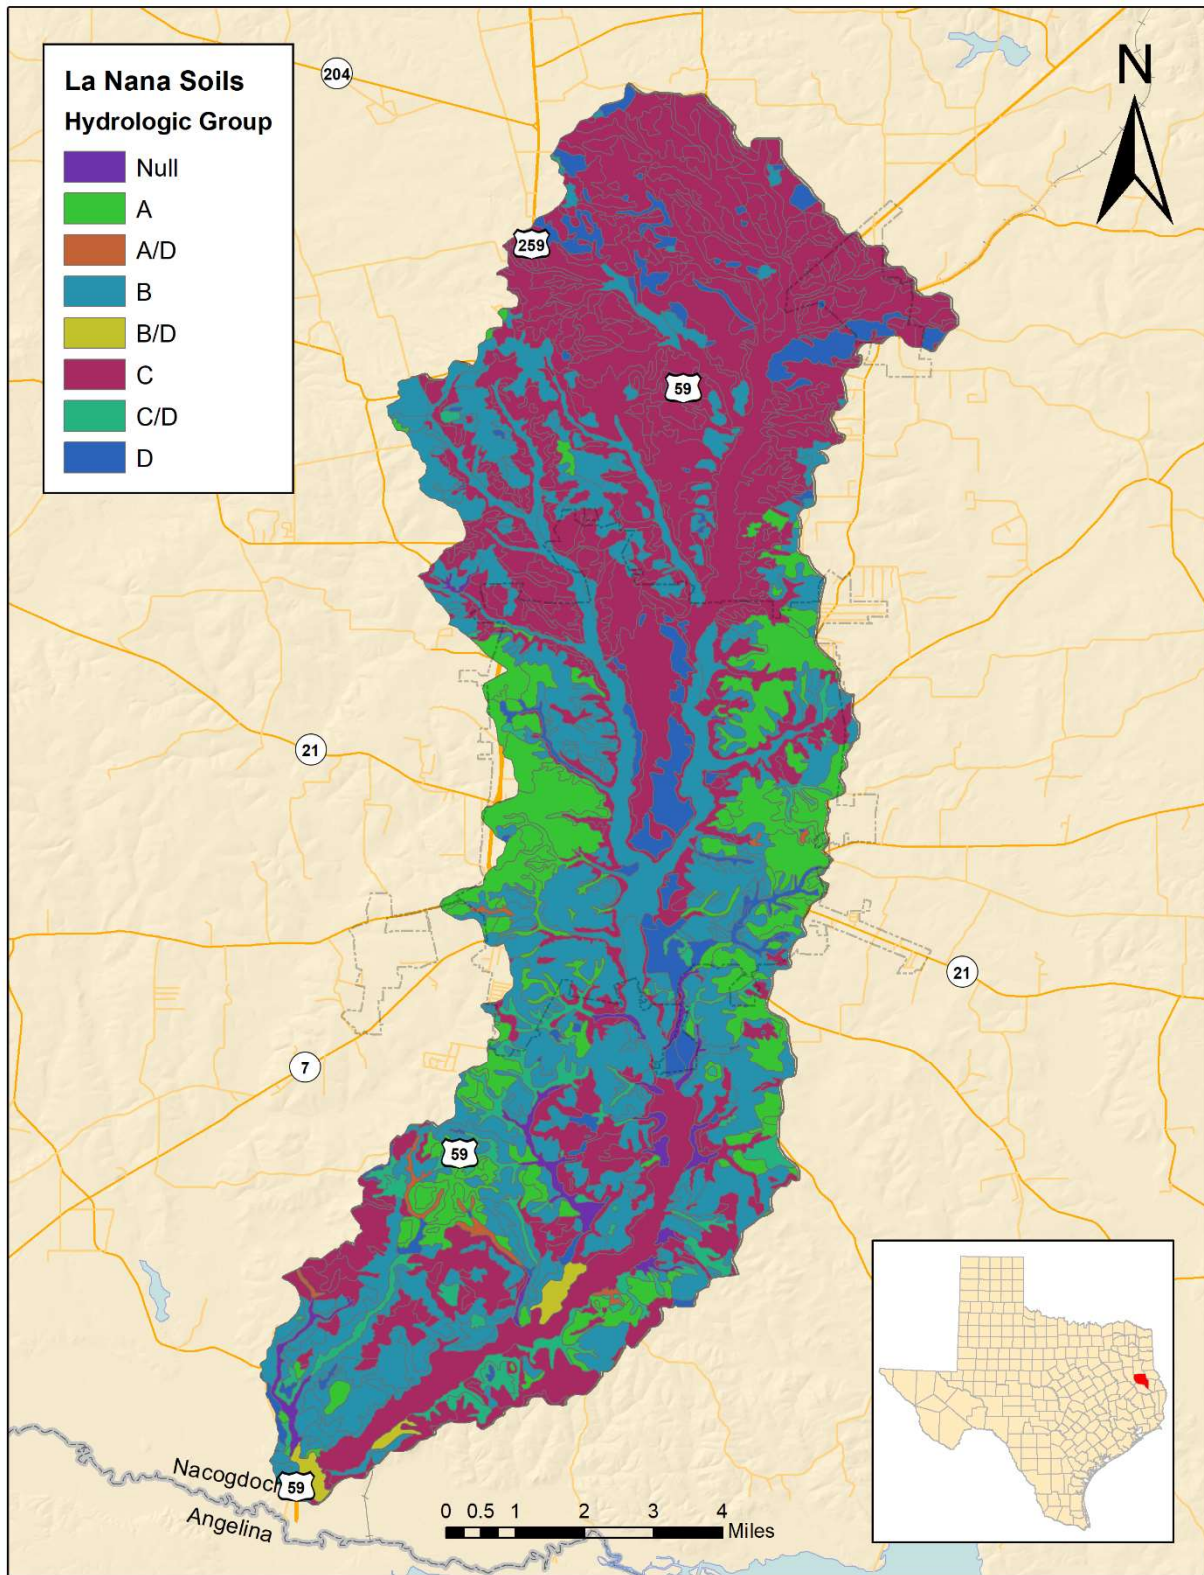 La Nana Soils
Hydrologic Group
Null
A
A/D
B
B/D
C
C/D
D
204
N
259
59
21
21
7
59
Nacogdoc
59
Angelina
0 0.5 1 2 3 4
Miles